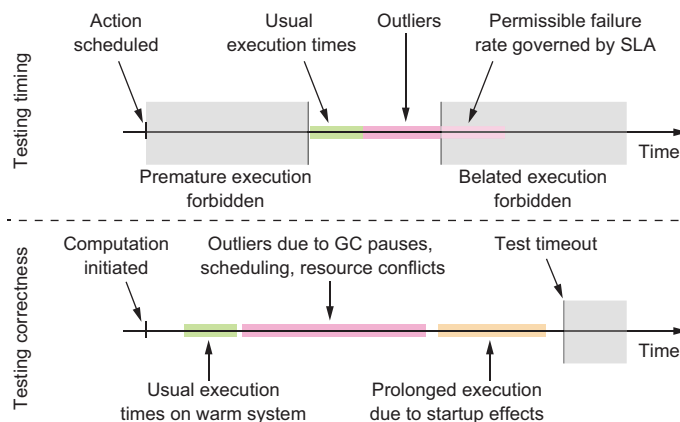 Testing timing
Action
scheduled
Usual
execution times
Outliers
Permissible failure
rate governed by SLA
Time
Premature execution
forbidden
Belated execution
forbidden
Testing correctness
Computation
initiated
Outliers due to GC pauses,
scheduling, resource conflicts
Test timeout
Time
Usual execution
times on warm system
Prolonged execution
due to startup effects